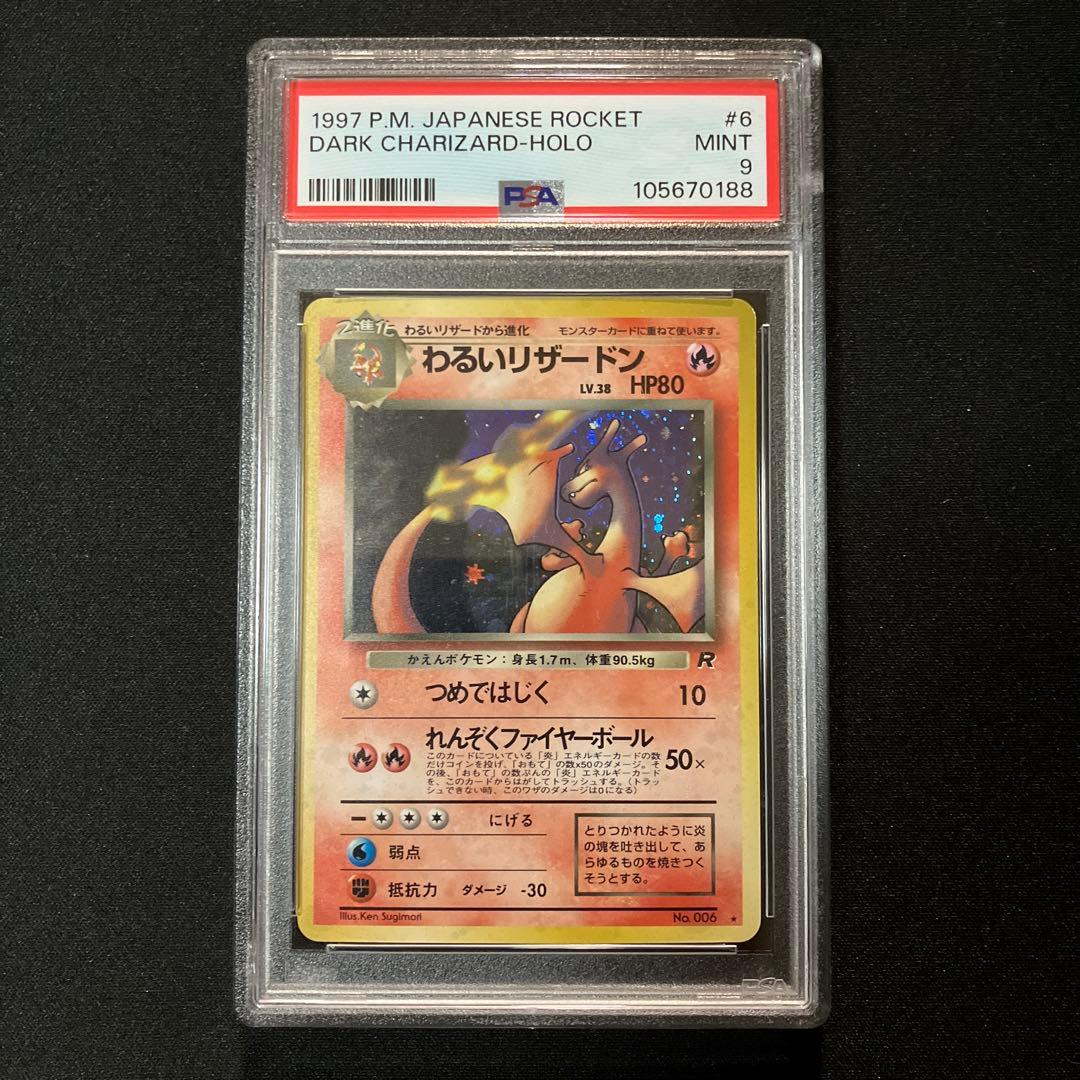 1997 P.M. JAPANESE ROCKET #6
DARK CHARIZARD-HOLO MINT
9
PSA 105670188
2進化 わるいリザードから進化 モンスターカードに重ねて使います。
わるいリザードン
LV.38 HP80
かえんポケモン：身長1.7m、体重90.5kg R
つめではじく 10
れんぞくファイヤーボール
このカードについている「炎」エネルギーカードの数
だけコインを投げ、「おもて」の数x50のダメージ。そ
の後、「おもて」の数ぶんの「炎」エネルギーカード
を、このカードからはがしてトラッシュする。（トラッ
シュできない時、このワザのダメージは0になる）
50×
にげる
弱点
抵抗力 ダメージ -30
とりつかれたように炎
の塊を吐き出して、あ
らゆるものを焼きつく
そうとする。
Illus.Ken Sugimori No. 006 ★
PSA